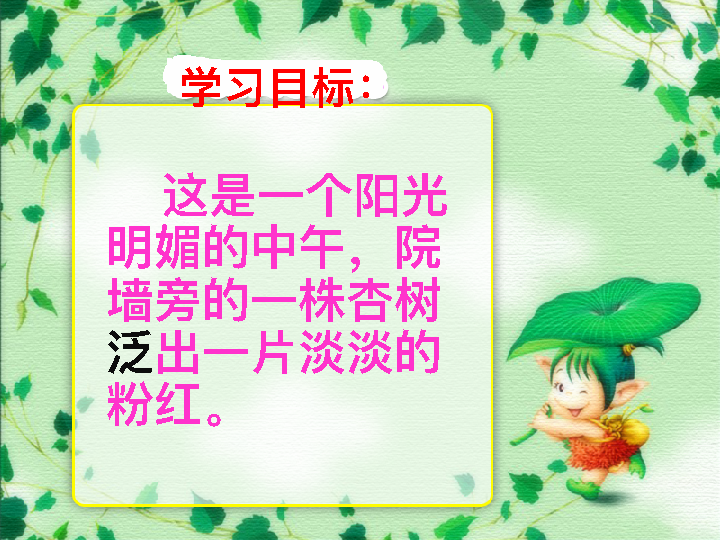 学习目标：
这是一个阳光
明媚的中午，院
墙旁的一株杏树
泛出一片淡淡的
粉红。